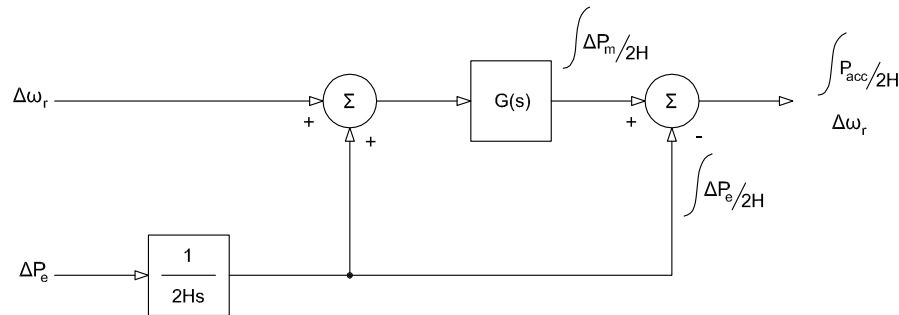 ∫ΔPm/2H
∫Pacc/2H
Δωr
Σ
G(s)
Σ
Δωr
+
+
+
-
∫ΔPe/2H
ΔPe
1
2Hs